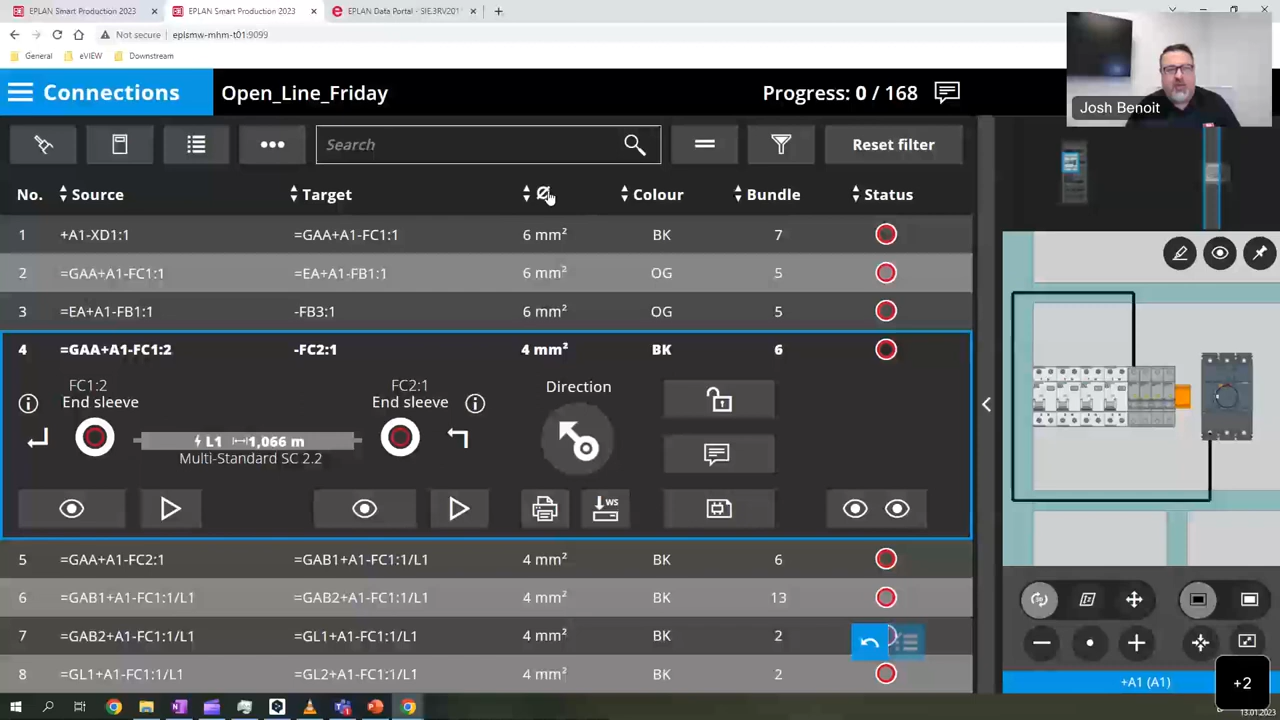 EPLAN Smart Production 2023
EPLAN Smart Production 2023
EPLAN Data Portal - SIE.3RV201
Not secure | eplsmw-mhm-t01:9099
General
eVIEW
Downstream
Connections
Open_Line_Friday
Progress: 0 / 168
Josh Benoit
Search
Reset filter
No. Source Target Ø Colour Bundle Status
1 +A1-XD1:1 =GAA+A1-FC1:1 6 mm² BK 7
2 =GAA+A1-FC1:1 =EA+A1-FB1:1 6 mm² OG 5
3 =EA+A1-FB1:1 -FB3:1 6 mm² OG 5
4 =GAA+A1-FC1:2 -FC2:1 4 mm² BK 6
FC1:2
End sleeve
FC2:1
End sleeve
Direction
L1 1,066 m
Multi-Standard SC 2.2
WS
5 =GAA+A1-FC2:1 =GAB1+A1-FC1:1/L1 4 mm² BK 6
6 =GAB1+A1-FC1:1/L1 =GAB2+A1-FC1:1/L1 4 mm² BK 13
7 =GAB2+A1-FC1:1/L1 =GL1+A1-FC1:1/L1 4 mm² BK 2
8 =GL1+A1-FC1:1/L1 =GL2+A1-FC1:1/L1 4 mm² BK 2
+A1 (A1)
+2
13.01.2023